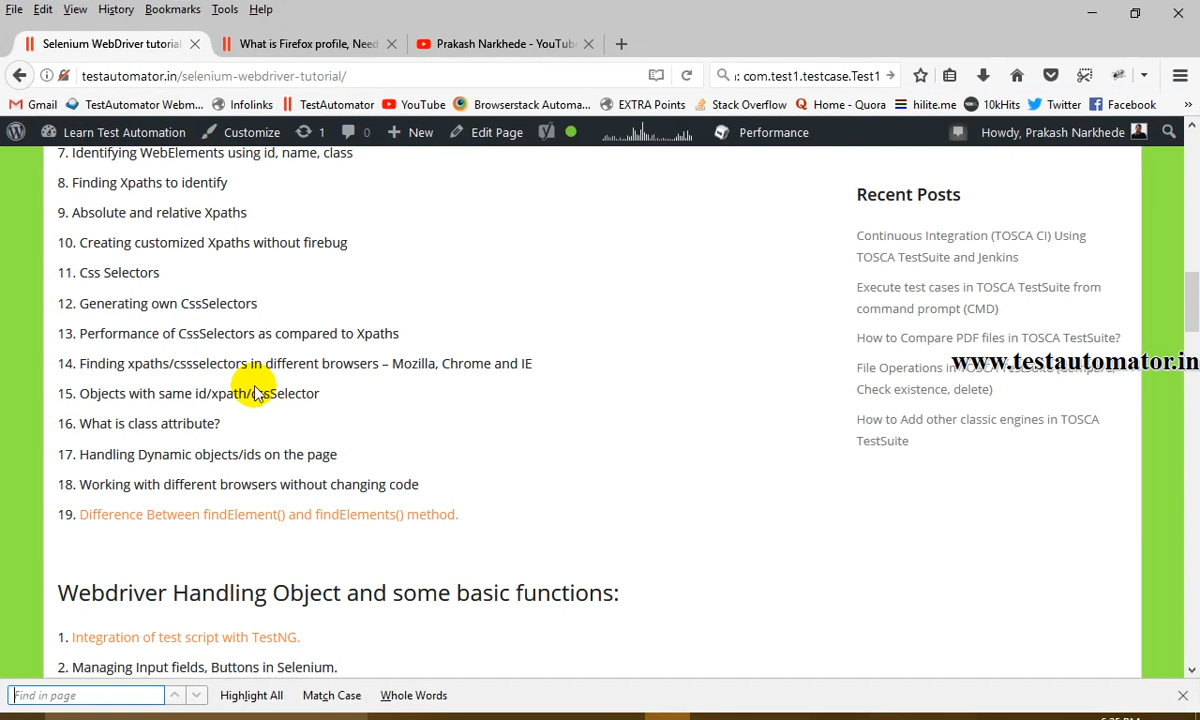 File Edit View History Bookmarks Tools Help
Selenium WebDriver tutorial
What is Firefox profile, Need
Prakash Narkhede - YouTube
testautomator.in/selenium-webdriver-tutorial/
: com.test1.testcase.Test1
Gmail TestAutomator Webm... Infolinks TestAutomator YouTube Browserstack Automa... EXTRA Points Stack Overflow Home - Quora hilite.me 10kHits Twitter Facebook
Learn Test Automation Customize 1 0 New Edit Page Performance Howdy, Prakash Narkhede
7. Identifying WebElements using id, name, class
8. Finding Xpaths to identify
9. Absolute and relative Xpaths
10. Creating customized Xpaths without firebug
11. Css Selectors
12. Generating own CssSelectors
13. Performance of CssSelectors as compared to Xpaths
14. Finding xpaths/cssselectors in different browsers – Mozilla, Chrome and IE
15. Objects with same id/xpath/cssSelector
16. What is class attribute?
17. Handling Dynamic objects/ids on the page
18. Working with different browsers without changing code
19. Difference Between findElement() and findElements() method.
Webdriver Handling Object and some basic functions:
1. Integration of test script with TestNG.
2. Managing Input fields, Buttons in Selenium.
Recent Posts
Continuous Integration (TOSCA CI) Using
TOSCA TestSuite and Jenkins
Execute test cases in TOSCA TestSuite from
command prompt (CMD)
How to Compare PDF files in TOSCA TestSuite?
www.testautomator.in
File Operations in TOSCA TestSuite (Compare,
Check existence, delete)
How to Add other classic engines in TOSCA
TestSuite
Find in page Highlight All Match Case Whole Words